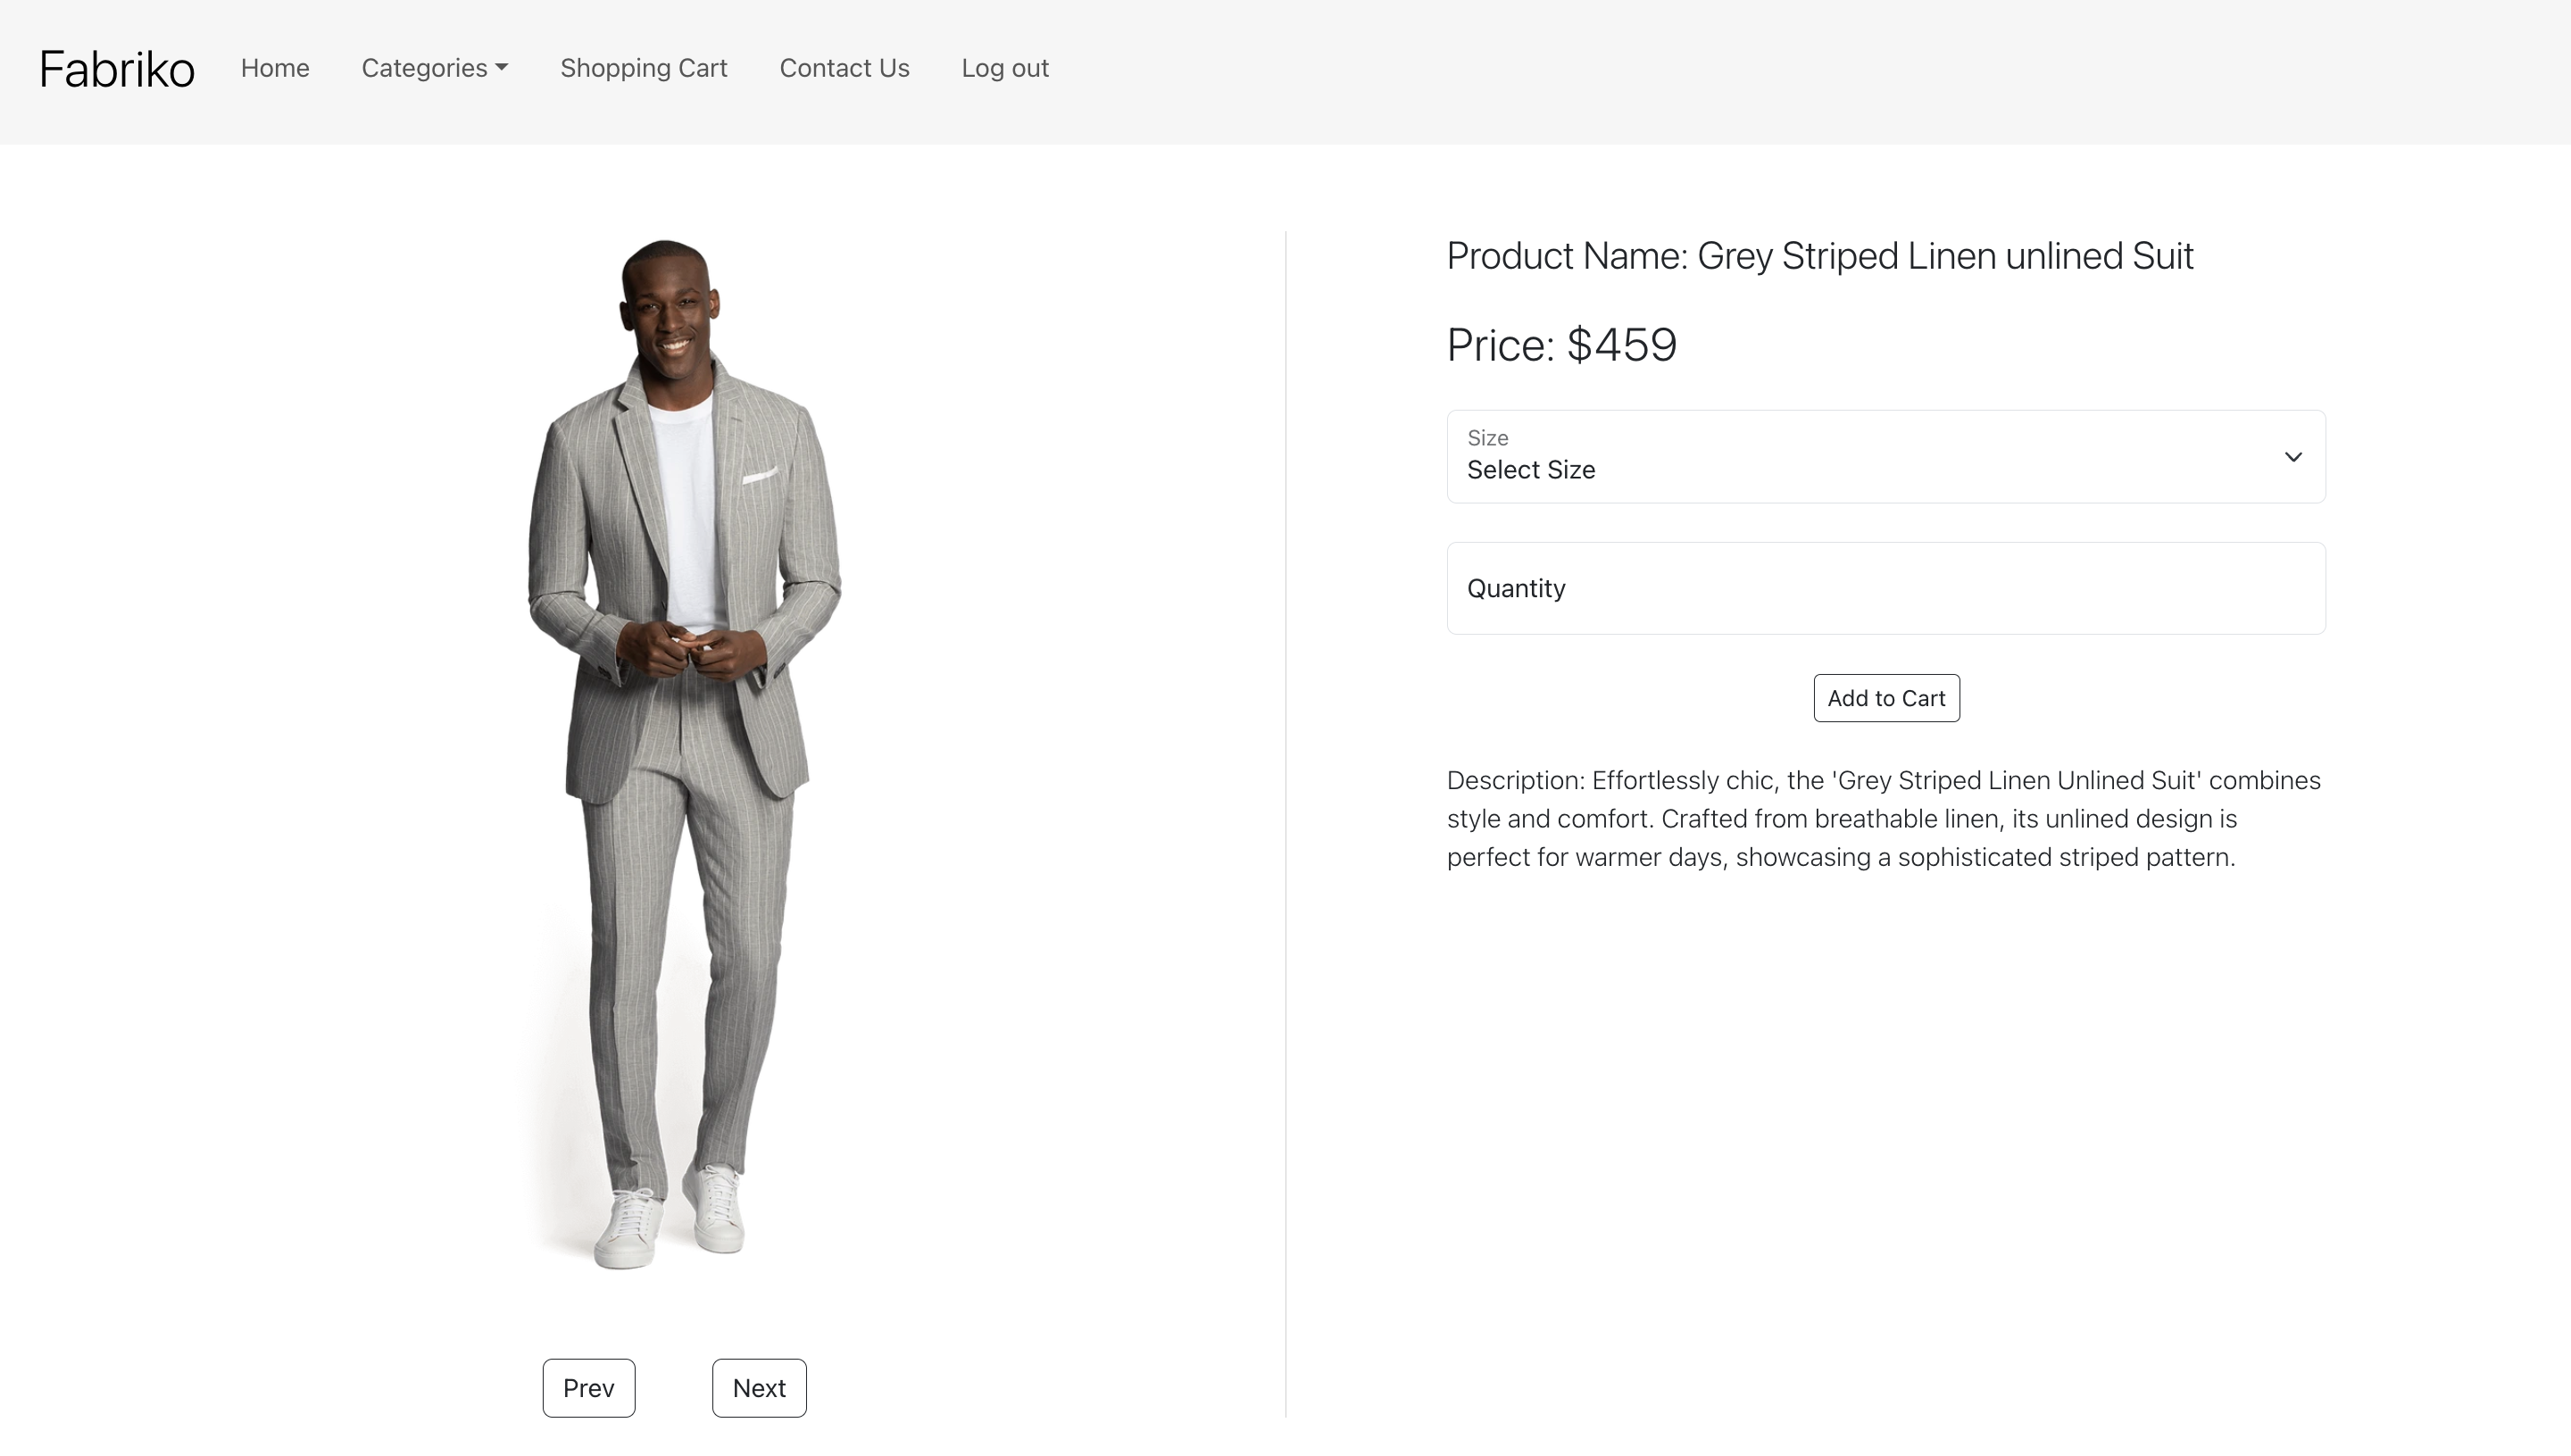 Fabriko
Home
Categories
Shopping Cart
Contact Us
Log out
Product Name: Grey Striped Linen unlined Suit
Price: $459
Size
Select Size
Quantity
Add to Cart
Description: Effortlessly chic, the 'Grey Striped Linen Unlined Suit' combines
style and comfort. Crafted from breathable linen, its unlined design is
perfect for warmer days, showcasing a sophisticated striped pattern.
Prev
Next